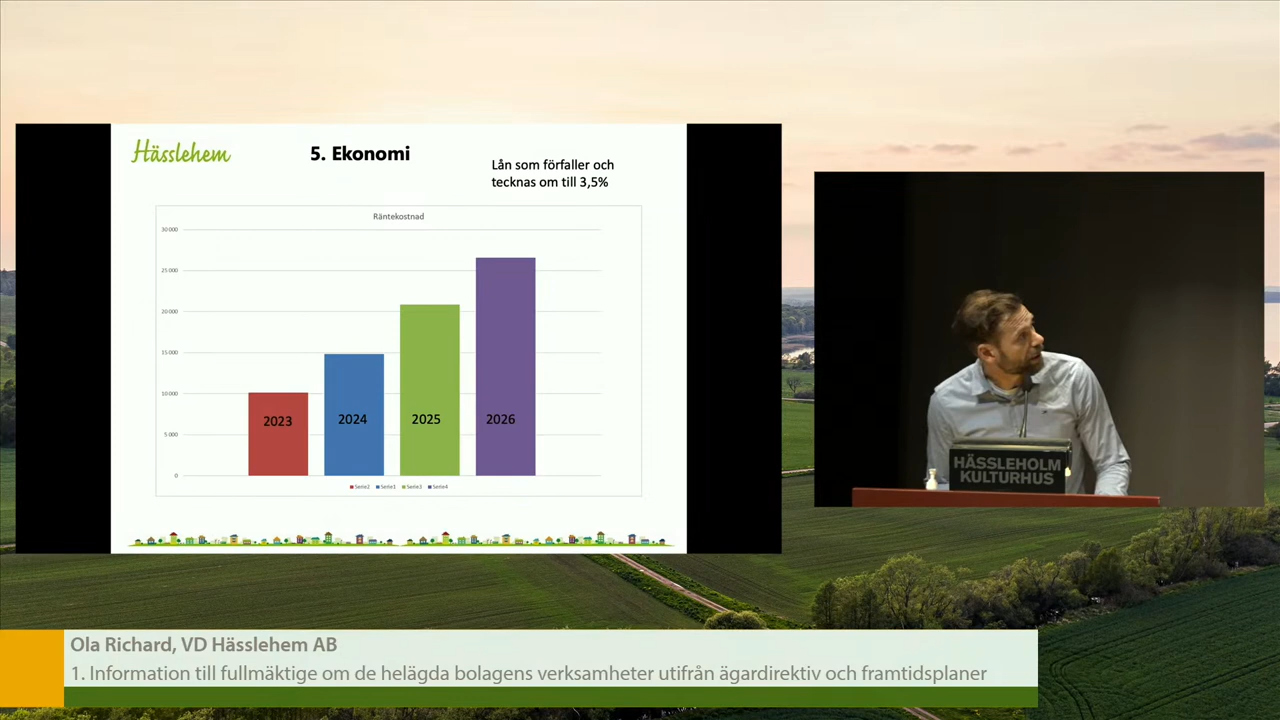 Hässlehem
5. Ekonomi
Lån som förfaller och
tecknas om till 3,5%
Räntekostnad
30 000
25 000
20 000
15 000
10 000
5 000
0
2023
2024
2025
2026
Serie2 Serie1 Serie3 Serie4
HÄSSLEHOLM
KULTURHUS
Ola Richard, VD Hässlehem AB
1. Information till fullmäktige om de helägda bolagens verksamheter utifrån ägardirektiv och framtidsplaner